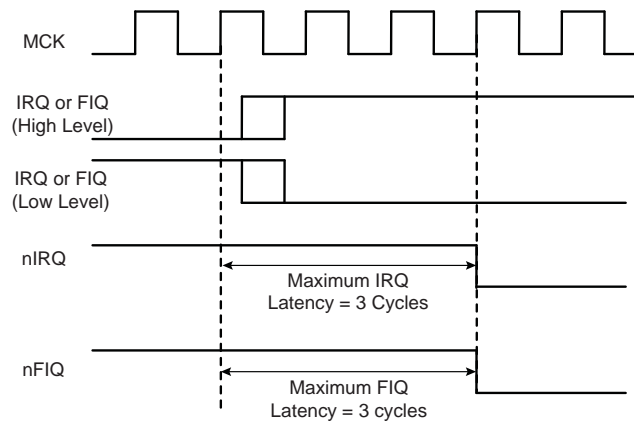 MCK
IRQ or FIQ
(High Level)
IRQ or FIQ
(Low Level)
nIRQ
Maximum IRQ
Latency = 3 Cycles
nFIQ
Maximum FIQ
Latency = 3 cycles